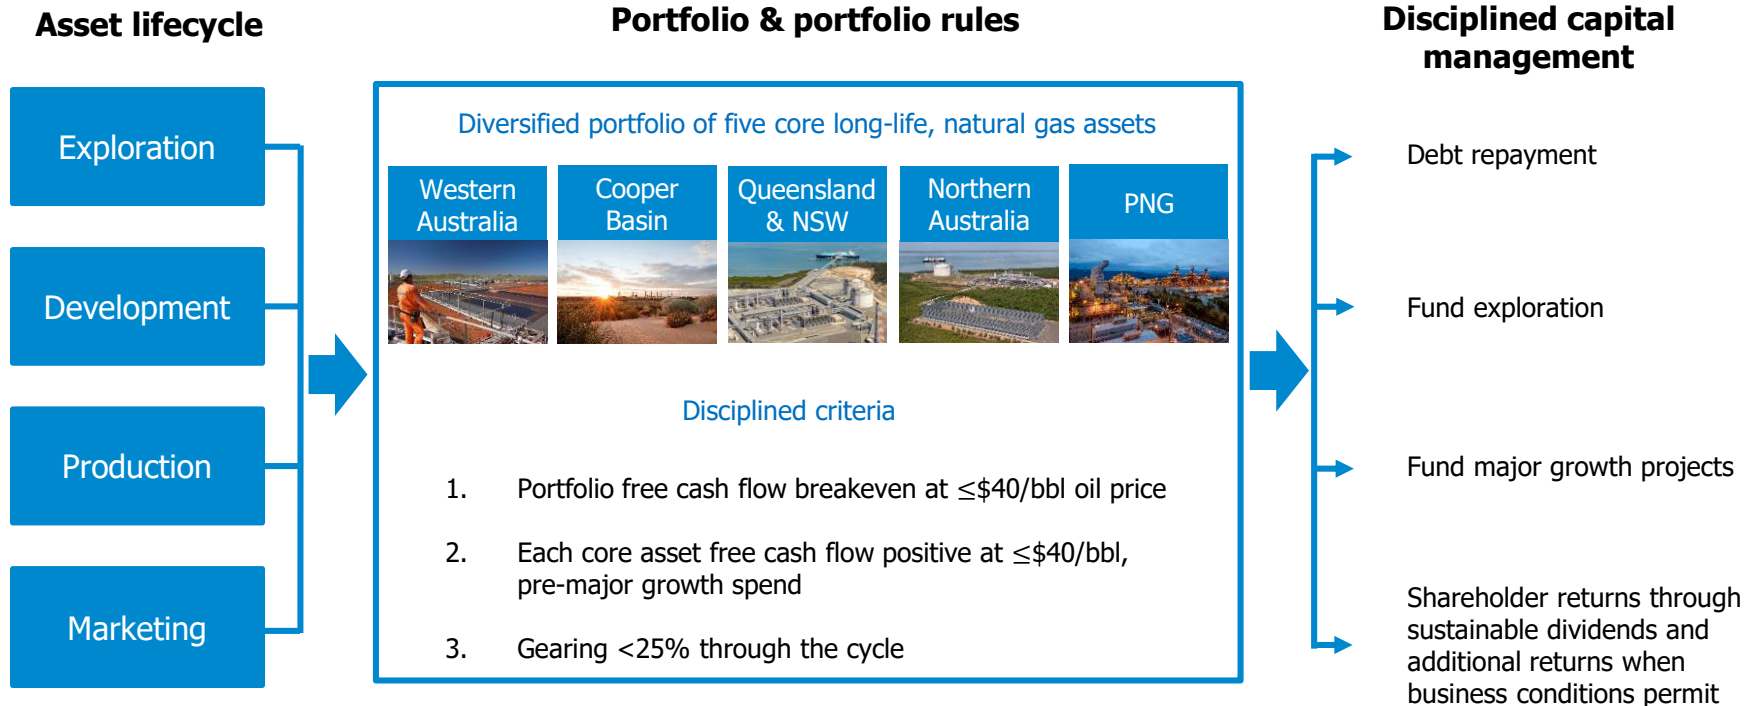 Asset lifecycle
Exploration
Development
Production
Marketing
Portfolio & portfolio rules
Diversified portfolio of five core long-life, natural gas assets
Western
Australia
Cooper
Basin
Queensland
& NSW
Northern
Australia
PNG
Disciplined criteria
1. Portfolio free cash flow breakeven at ≤$40/bbl oil price
2. Each core asset free cash flow positive at ≤$40/bbl,
pre-major growth spend
3. Gearing <25% through the cycle
Disciplined capital
management
Debt repayment
Fund exploration
Fund major growth projects
Shareholder returns through
sustainable dividends and
additional returns when
business conditions permit